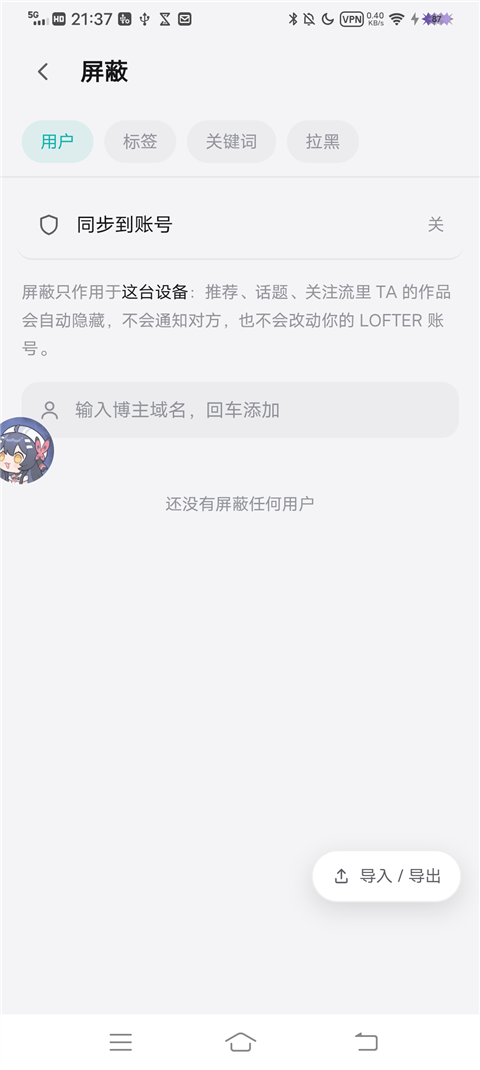 5G HD 21:37 VPN 0.40 KB/s 87
屏蔽
用户 标签 关键词 拉黑
同步到账号 关
屏蔽只作用于这台设备：推荐、话题、关注流里 TA 的作品
会自动隐藏，不会通知对方，也不会改动你的 LOFTER 账
号。
输入博主域名，回车添加
还没有屏蔽任何用户
导入 / 导出